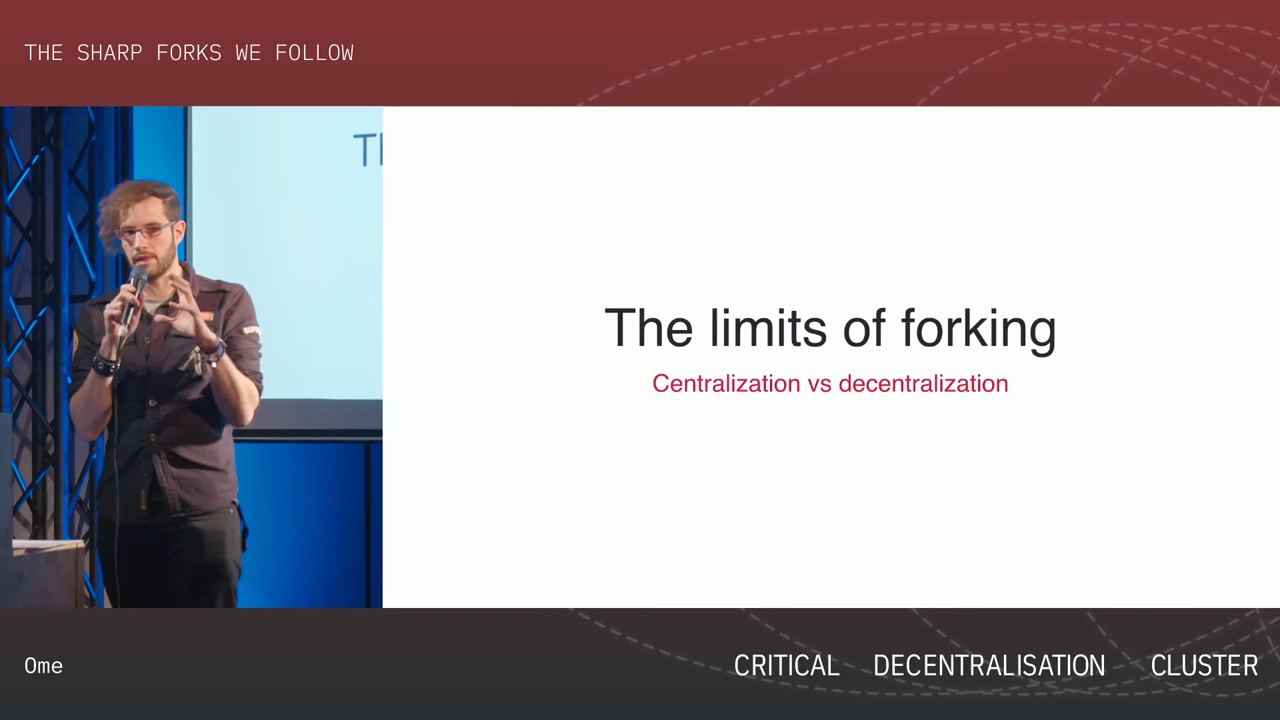 THE SHARP FORKS WE FOLLOW
The limits of forking
Centralization vs decentralization
Ome
CRITICAL DECENTRALISATION CLUSTER